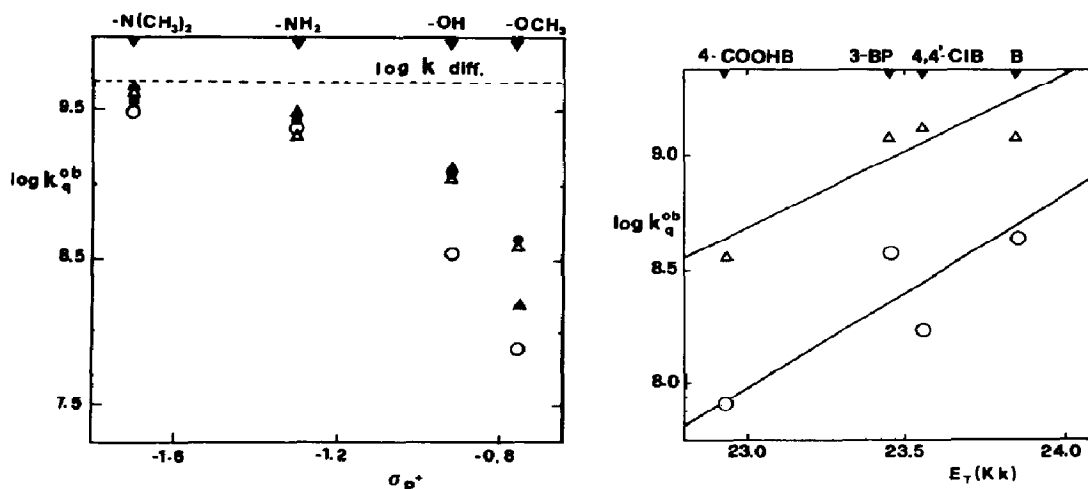 -N(CH₃)₂ -NH₂ -OH -OCH₃
log k diff.
9.5
log k_q^ob
8.5
7.5
-1.6 -1.2 -0.8
σ_p+
4-COOHB 3-BP 4,4'-ClB B
9.0
log k_q^ob
8.5
8.0
23.0 23.5 24.0
E_T (Kk)